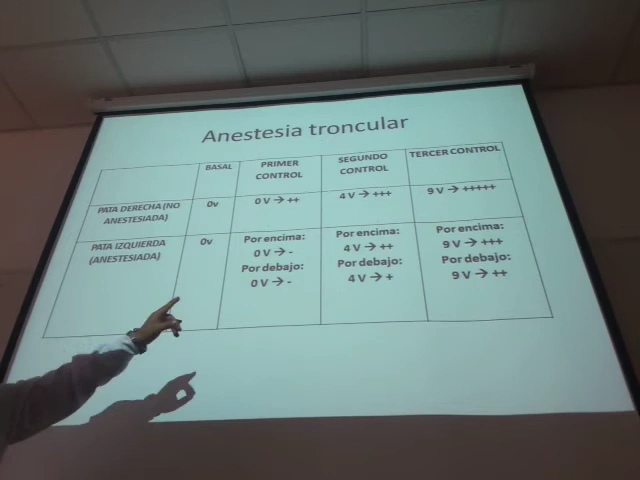 Anestesia troncular
BASAL
PRIMER
CONTROL
SEGUNDO
CONTROL
TERCER CONTROL
PATA DERECHA (NO
ANESTESIADA)
0v
0 V → ++
4 V → +++
9 V → +++++
PATA IZQUIERDA
(ANESTESIADA)
0v
Por encima:
0 V → -
Por debajo:
0 V → -
Por encima:
4 V → ++
Por debajo:
4 V → +
Por encima:
9 V → +++
Por debajo:
9 V → ++